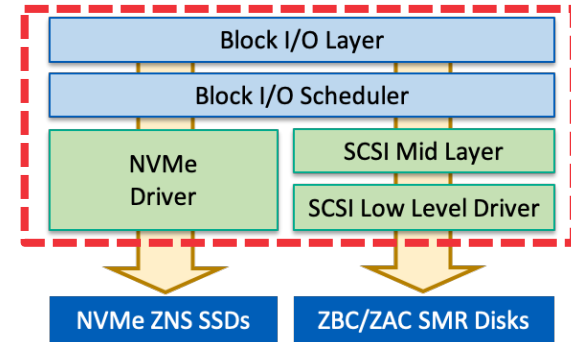 Block I/O Layer
Block I/O Scheduler
NVMe
Driver
SCSI Mid Layer
SCSI Low Level Driver
NVMe ZNS SSDs
ZBC/ZAC SMR Disks